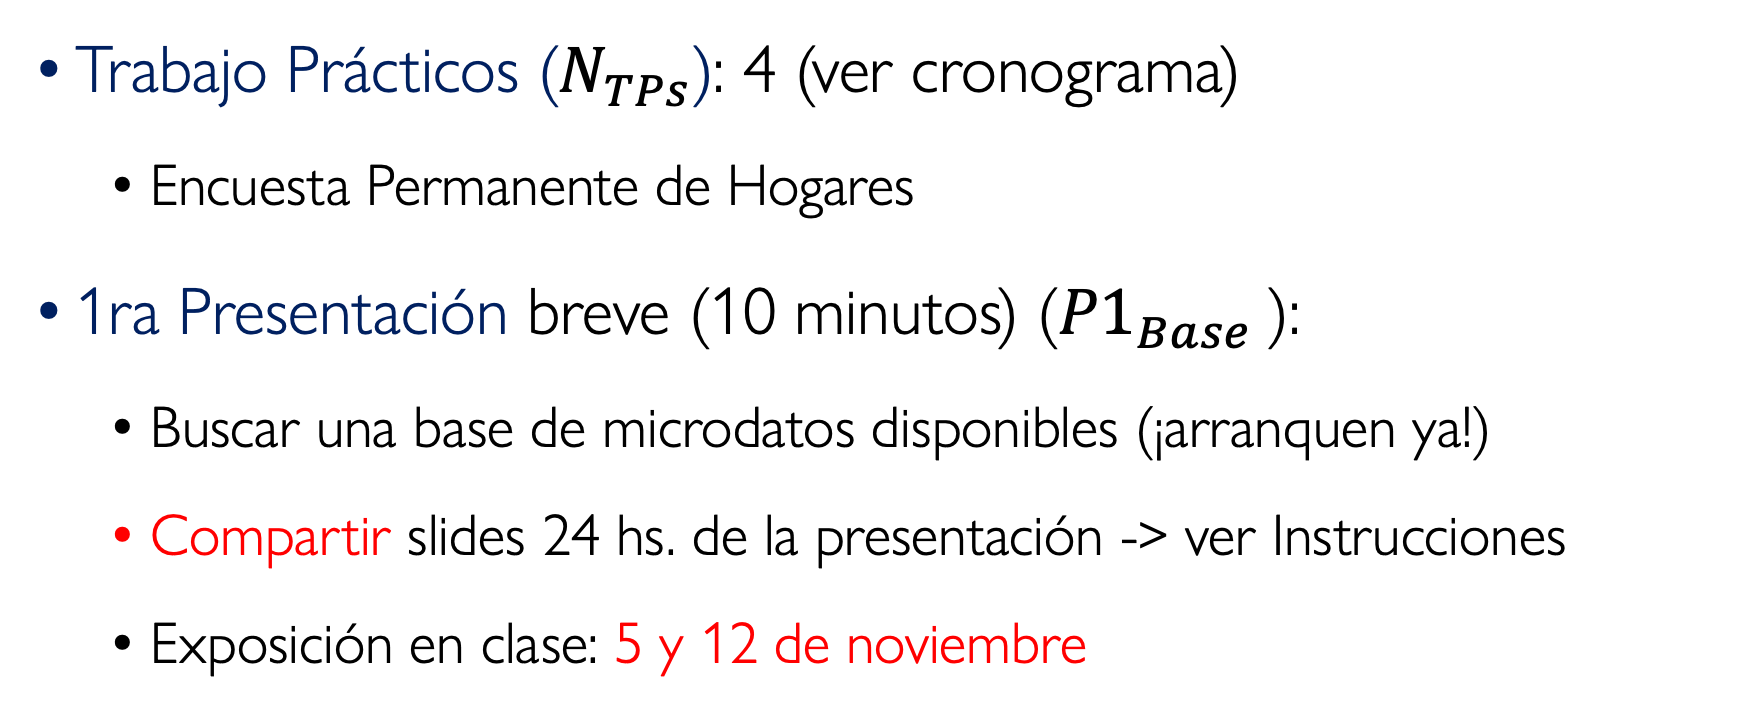 • Trabajo Prácticos (N_TPs): 4 (ver cronograma)
• Encuesta Permanente de Hogares
• 1ra Presentación breve (10 minutos) (P1_Base ):
• Buscar una base de microdatos disponibles (¡arranquen ya!)
• Compartir slides 24 hs. de la presentación -> ver Instrucciones
• Exposición en clase: 5 y 12 de noviembre